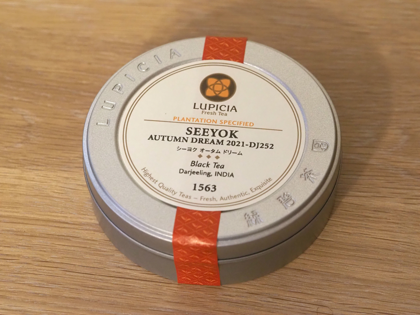 LUPICIA
LUPICIA
Fresh Tea
PLANTATION SPECIFIED
SEEYOK
AUTUMN DREAM 2021-DJ252
シーヨク オータム ドリーム
Black Tea
Darjeeling, INDIA
1563
Highest Quality Teas – Fresh, Authentic, Exquisite